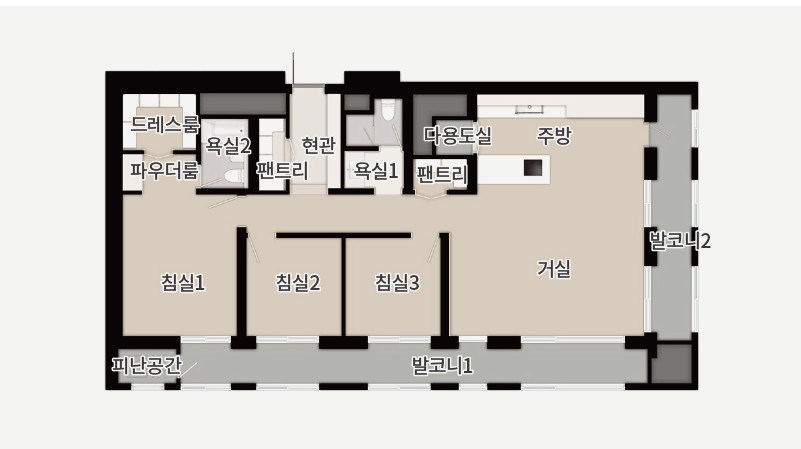 드레스룸
욕실2
현관
다용도실
주방
파우더룸
팬트리
욕실1
팬트리
발코니2
침실1
침실2
침실3
거실
피난공간
발코니1